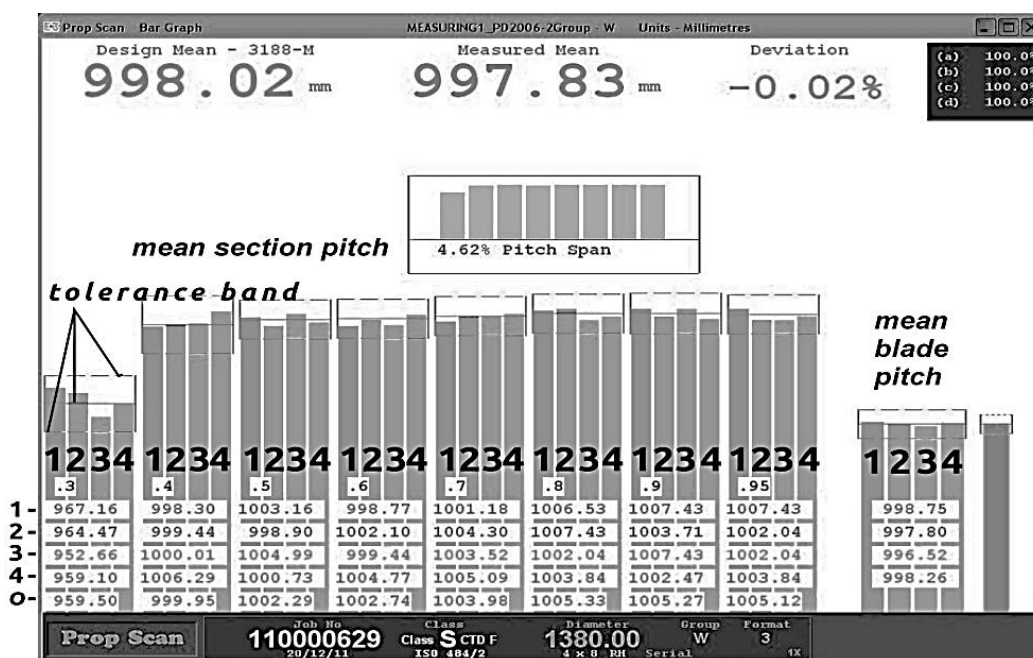 Prop Scan Bar Graph MEASURING1_PD2006-2Group - W Units - Millimetres
Design Mean - 3188-M Measured Mean Deviation
998.02 mm 997.83 mm -0.02%
(a) 100.0%
(b) 100.0%
(c) 100.0%
(d) 100.0%
mean section pitch
4.62% Pitch Span
tolerance band
mean
blade
pitch
1234 1234 1234 1234 1234 1234 1234 1234 1234
.3 .4 .5 .6 .7 .8 .9 .95
1- 967.16 998.30 1003.16 998.77 1001.18 1006.53 1007.43 1007.43 998.75
2- 964.47 999.44 998.90 1002.10 1004.30 1007.43 1003.71 1002.04 997.80
3- 952.66 1000.01 1004.99 999.44 1003.52 1002.04 1007.43 1002.04 996.52
4- 959.10 1006.29 1000.73 1004.77 1005.09 1003.84 1002.47 1003.84 998.26
o- 959.50 999.95 1002.29 1002.74 1003.98 1005.33 1005.27 1005.12
Prop Scan
Job No Class Diameter Group Format
110000629 Class S CTD F 1380.00 W 3
20/12/11 ISO 484/2 4 x 8 RH Serial 1X